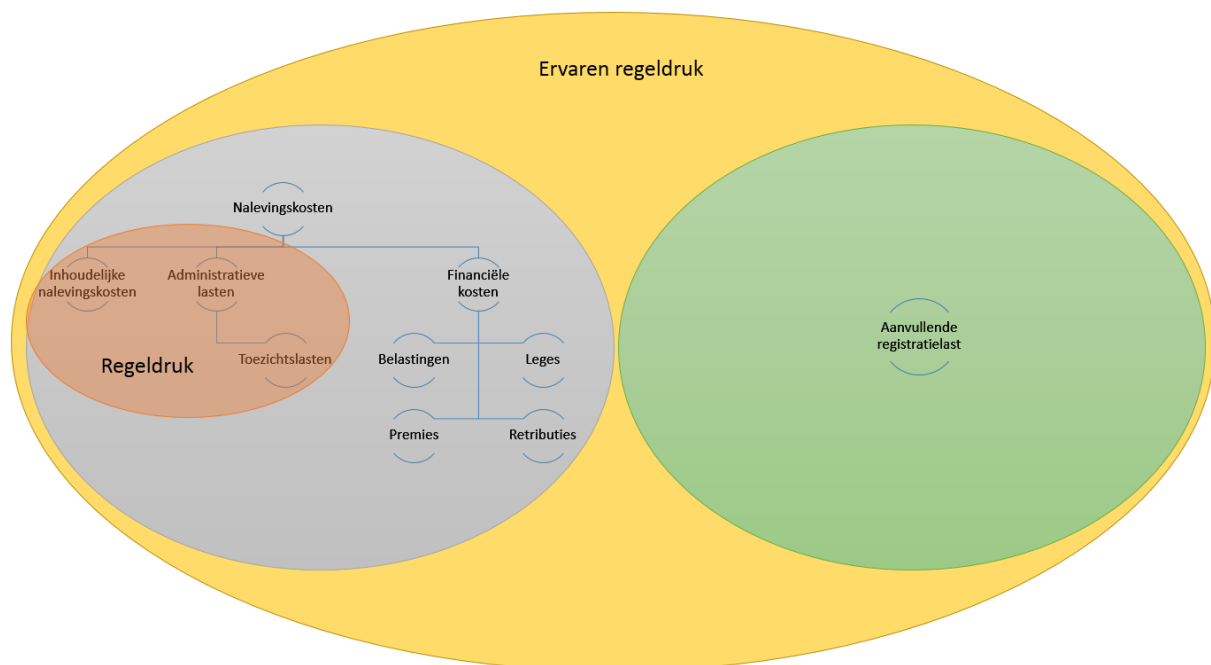 Ervaren regeldruk
Nalevingskosten
Inhoudelijke
nalevingskosten
Administratieve
lasten
Financiële
kosten
Aanvullende
registratielast
Regeldruk
Toezichtslasten
Belastingen
Leges
Premies
Retributies